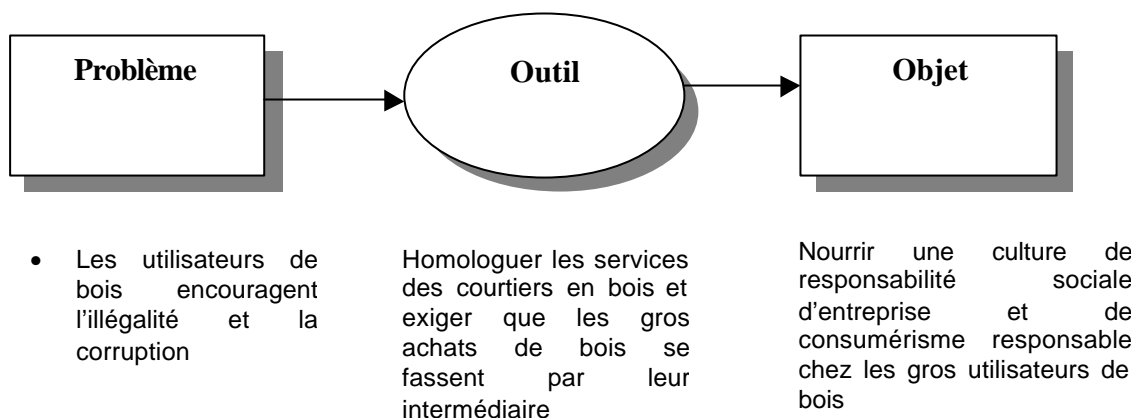 Problème
Outil
Objet
• Les utilisateurs de
bois encouragent
l'illégalité et la
corruption
Homologuer les services
des courtiers en bois et
exiger que les gros
achats de bois se
fassent par leur
intermédiaire
Nourrir une culture de
responsabilité sociale
d'entreprise et de
consumérisme responsable
chez les gros utilisateurs de
bois